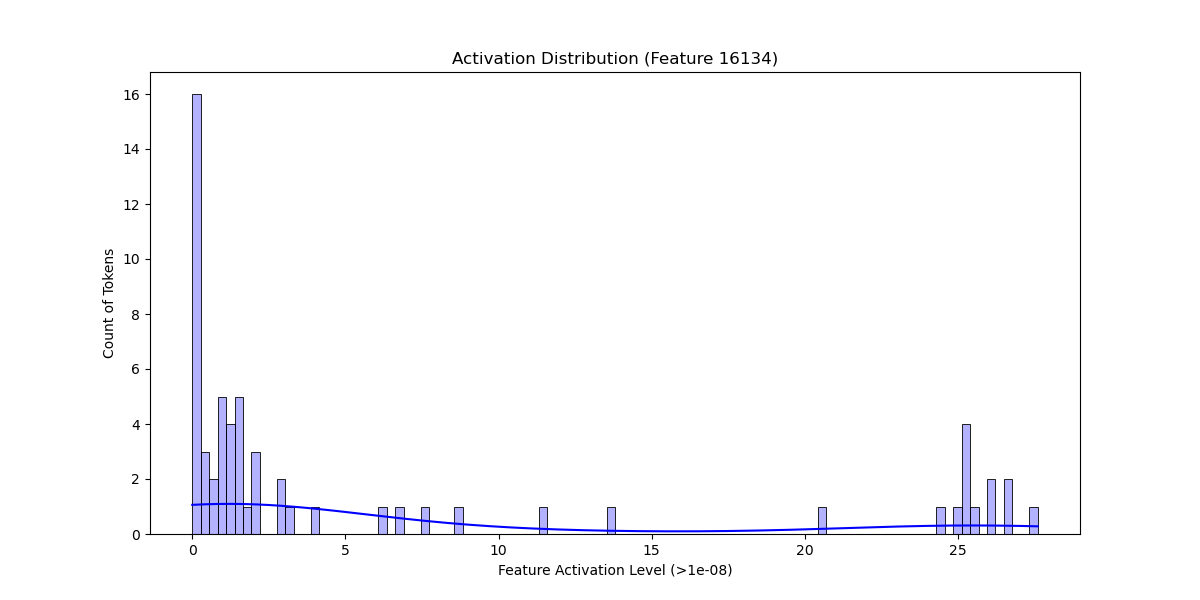 Activation Distribution (Feature 16134)
16
14
12
10
8
6
4
2
0
Count of Tokens
0 5 10 15 20 25
Feature Activation Level (>1e-08)